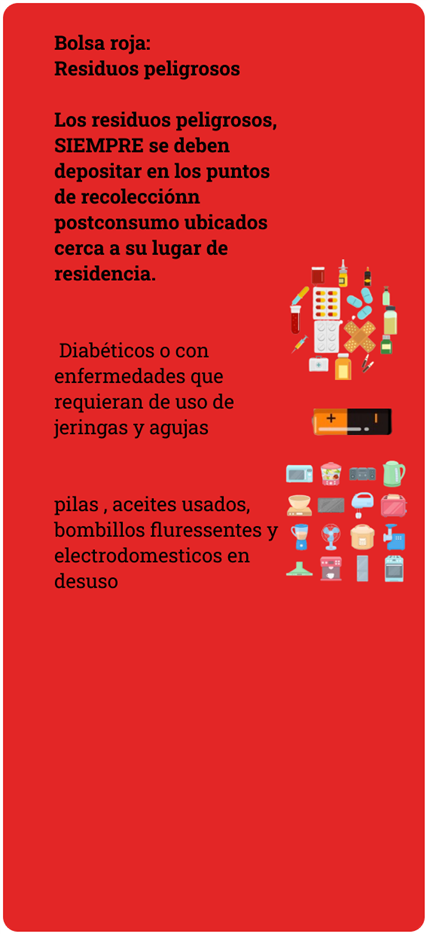 Bolsa roja:
Residuos peligrosos
Los residuos peligrosos,
SIEMPRE se deben
depositar en los puntos
de recolecciónn
postconsumo ubicados
cerca a su lugar de
residencia.
Diabéticos o con
enfermedades que
requieran de uso de
jeringas y agujas
pilas , aceites usados,
bombillos fluressentes y
electrodomesticos en
desuso